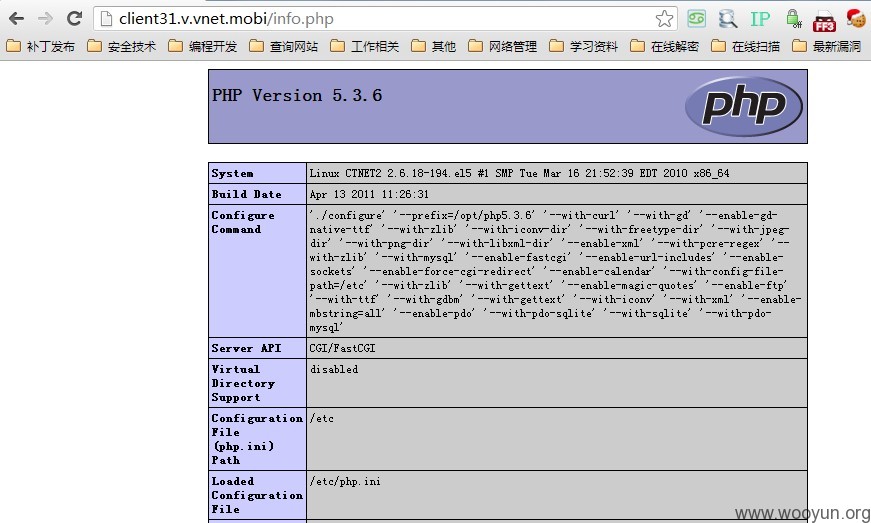 client31.v.vnet.mobi/info.php
IP
off
FF3
补丁发布 安全技术 编程开发 查询网站 工作相关 其他 网络管理 学习资料 在线解密 在线扫描 最新漏洞
PHP Version 5.3.6
php
System Linux CTNET2 2.6.18-194.el5 #1 SMP Tue Mar 16 21:52:39 EDT 2010 x86_64
Build Date Apr 13 2011 11:26:31
Configure Command
'./configure' '--prefix=/opt/php5.3.6' '--with-curl' '--with-gd' '--enable-gd-
native-ttf' '--with-zlib' '--with-iconv-dir' '--with-freetype-dir' '--with-jpeg-
dir' '--with-png-dir' '--with-libxml-dir' '--enable-xml' '--with-pcre-regex' '--
with-zlib' '--with-mysql' '--enable-fastcgi' '--enable-url-includes' '--enable-
sockets' '--enable-force-cgi-redirect' '--enable-calendar' '--with-config-file-
path=/etc' '--with-zlib' '--with-gettext' '--enable-magic-quotes' '--enable-ftp'
'--with-ttf' '--with-gdbm' '--with-gettext' '--with-iconv' '--with-xml' '--enable-
mbstring=all' '--enable-pdo' '--with-pdo-sqlite' '--with-sqlite' '--with-pdo-
mysql'
Server API CGI/FastCGI
Virtual Directory Support disabled
Configuration File (php.ini) Path /etc
Loaded Configuration File /etc/php.ini
www.wooyun.org